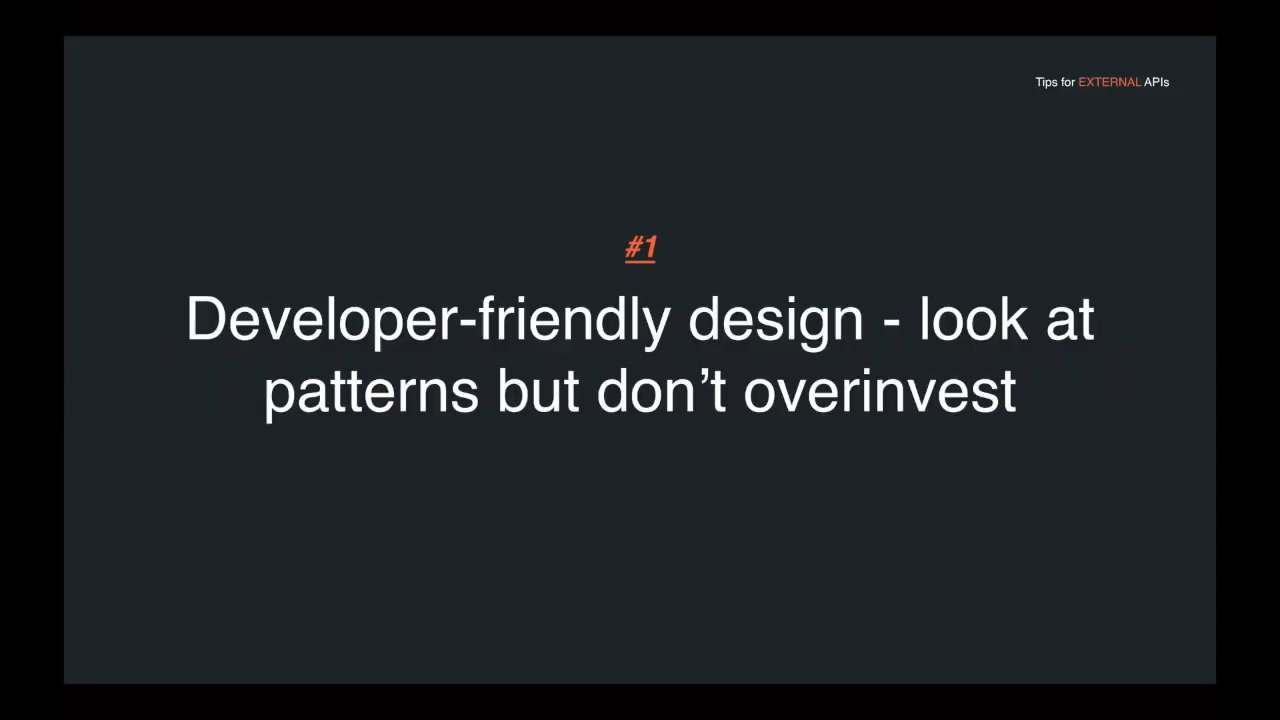 Tips for EXTERNAL APIs
#1
Developer-friendly design - look at
patterns but don’t overinvest